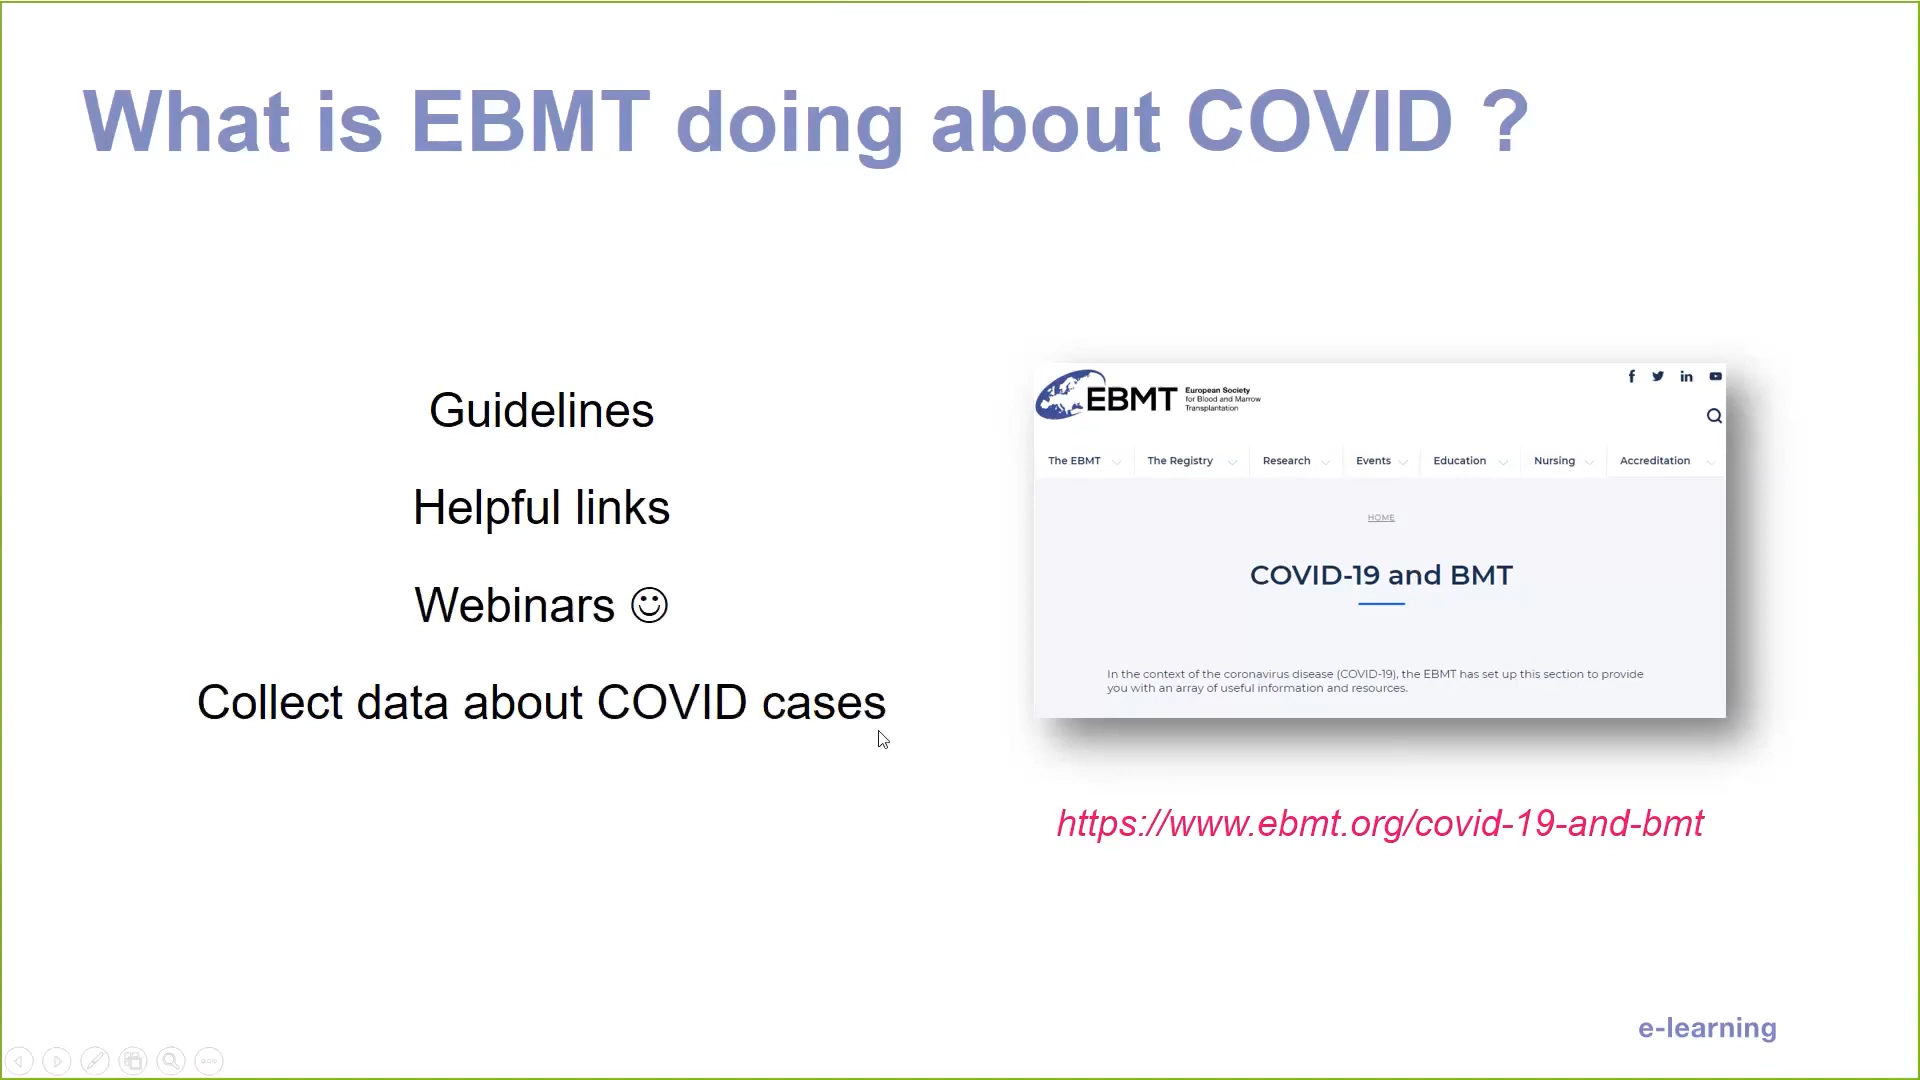 What is EBMT doing about COVID ?
Guidelines
Helpful links
Webinars ☺
Collect data about COVID cases
EBMT
European Society
for Blood and Marrow
Transplantation
The EBMT
The Registry
Research
Events
Education
Nursing
Accreditation
HOME
COVID-19 and BMT
In the context of the coronavirus disease (COVID-19), the EBMT has set up this section to provide
you with an array of useful information and resources.
https://www.ebmt.org/covid-19-and-bmt
e-learning